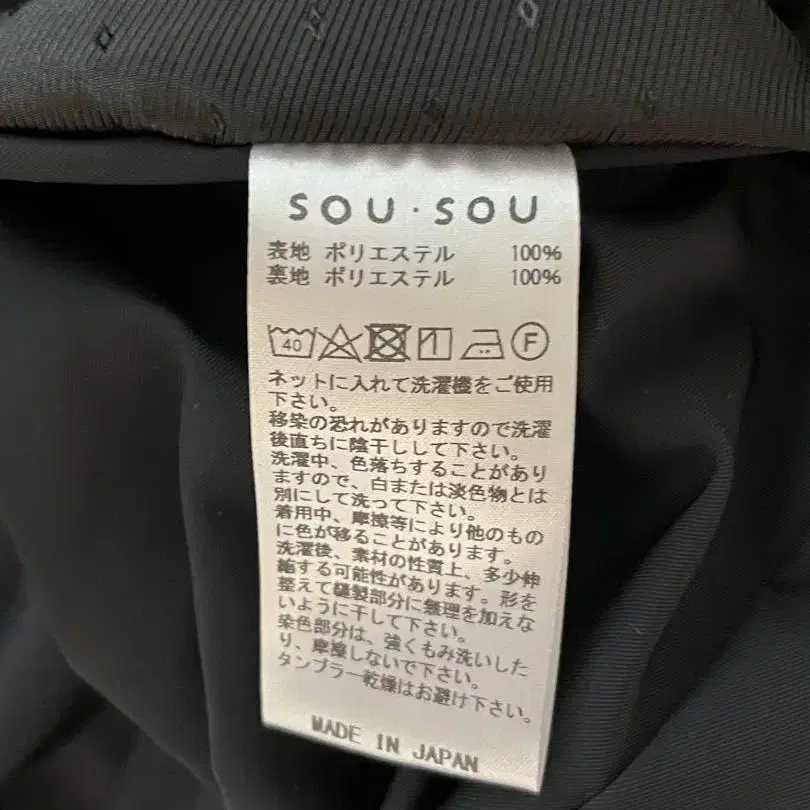 SOU・SOU
表地 ポリエステル 100%
裏地 ポリエステル 100%
40 F
ネットに入れて洗濯機をご使用
下さい。
移染の恐れがありますので洗濯
後直ちに陰干しして下さい。
洗濯中、色落ちすることがあり
ますので、白または淡色物とは
別にして洗って下さい。
着用中、摩擦等により他のもの
に色が移ることがあります。
洗濯後、素材の性質上、多少伸
縮する可能性があります。形を
整えて縫製部分に無理を加えな
いように干して下さい。
染色部分は、強くもみ洗いした
り、摩擦しないで下さい。
タンブラー乾燥はお避け下さい。
MADE IN JAPAN